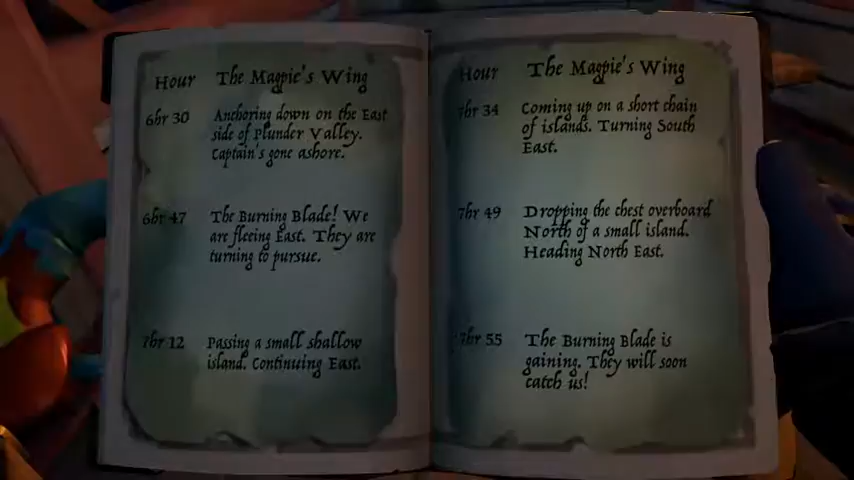 Hour The Magpie's Wing
6hr 30 Anchoring down on the East
side of Plunder Valley.
Captain's gone ashore.
6hr 47 The Burning Blade! We
are fleeing East. They are
turning to pursue.
7hr 12 Passing a small shallow
island. Continuing East.
Hour The Magpie's Wing
7hr 34 Coming up on a short chain
of islands. Turning South
East.
7hr 49 Dropping the chest overboard
North of a small island.
Heading North East.
7hr 55 The Burning Blade is
gaining. They will soon
catch us!